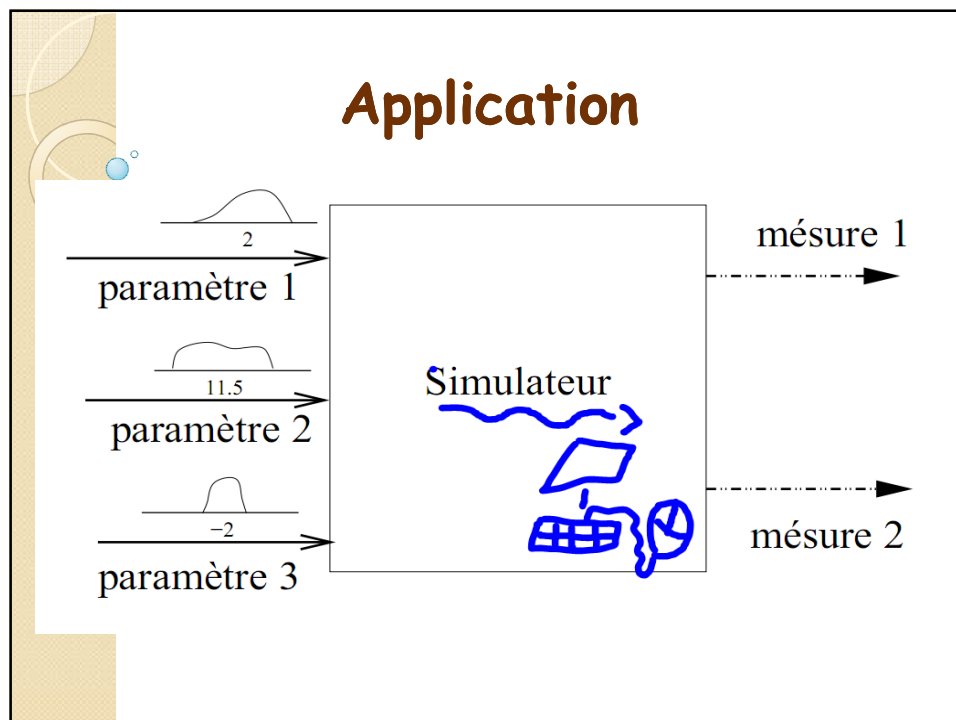 Application
2
paramètre 1
11.5
paramètre 2
−2
paramètre 3
Simulateur
mésure 1
mésure 2